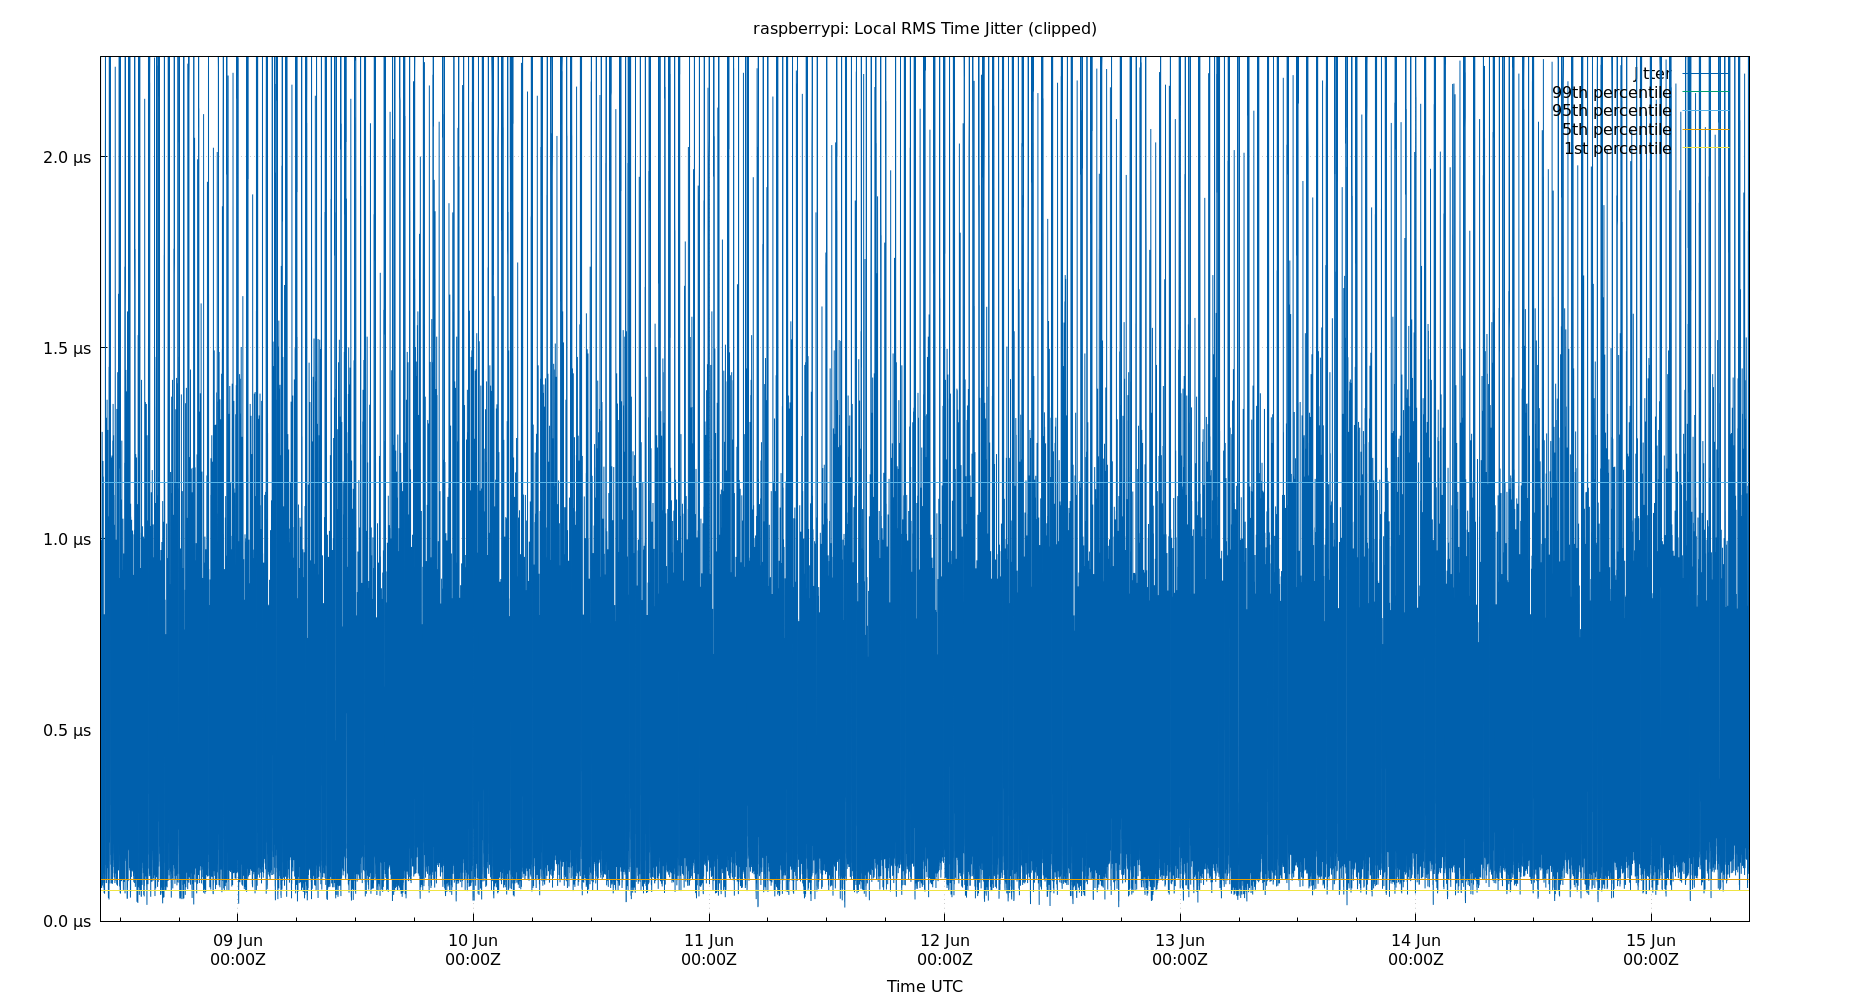 raspberrypi: Local RMS Time Jitter (clipped)
jitter
99th percentile
95th percentile
5th percentile
1st percentile
2.0 µs
1.5 µs
1.0 µs
0.5 µs
0.0 µs
09 Jun 10 Jun 11 Jun 12 Jun 13 Jun 14 Jun 15 Jun
00:00Z 00:00Z 00:00Z 00:00Z 00:00Z 00:00Z 00:00Z
Time UTC